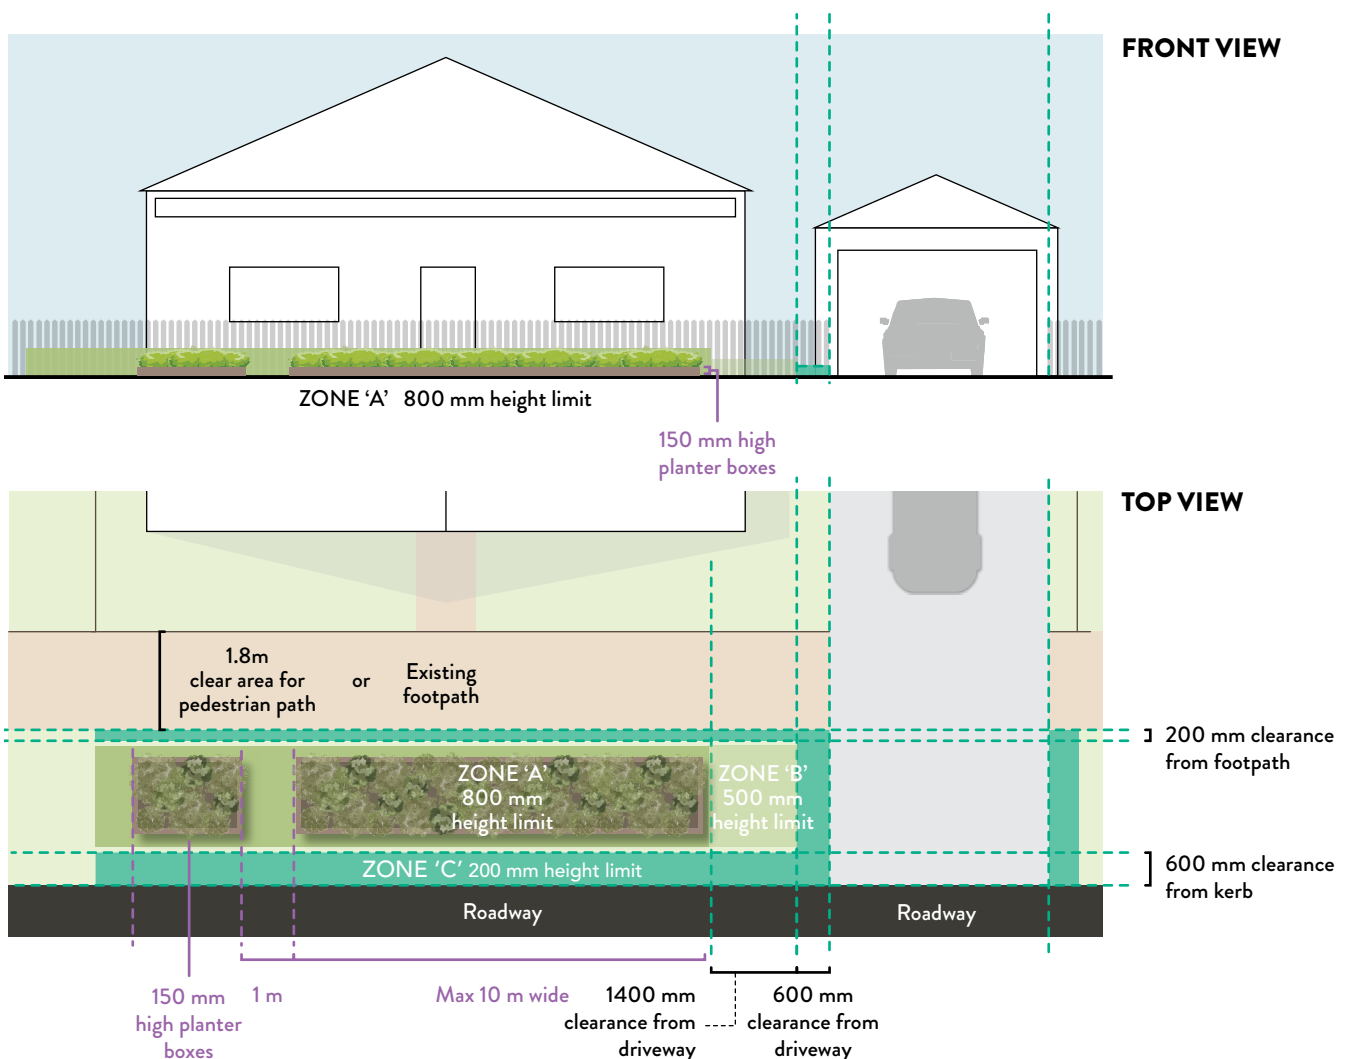 FRONT VIEW
ZONE ‘A’ 800 mm height limit
150 mm high
planter boxes
TOP VIEW
1.8m
clear area for
pedestrian path
or
Existing
footpath
200 mm clearance
from footpath
ZONE ‘A’
800 mm
height limit
ZONE ‘B’
500 mm
height limit
ZONE ‘C’ 200 mm height limit
600 mm clearance
from kerb
Roadway
Roadway
150 mm
high planter
boxes
1 m
Max 10 m wide
1400 mm
clearance from
driveway
600 mm
clearance from
driveway